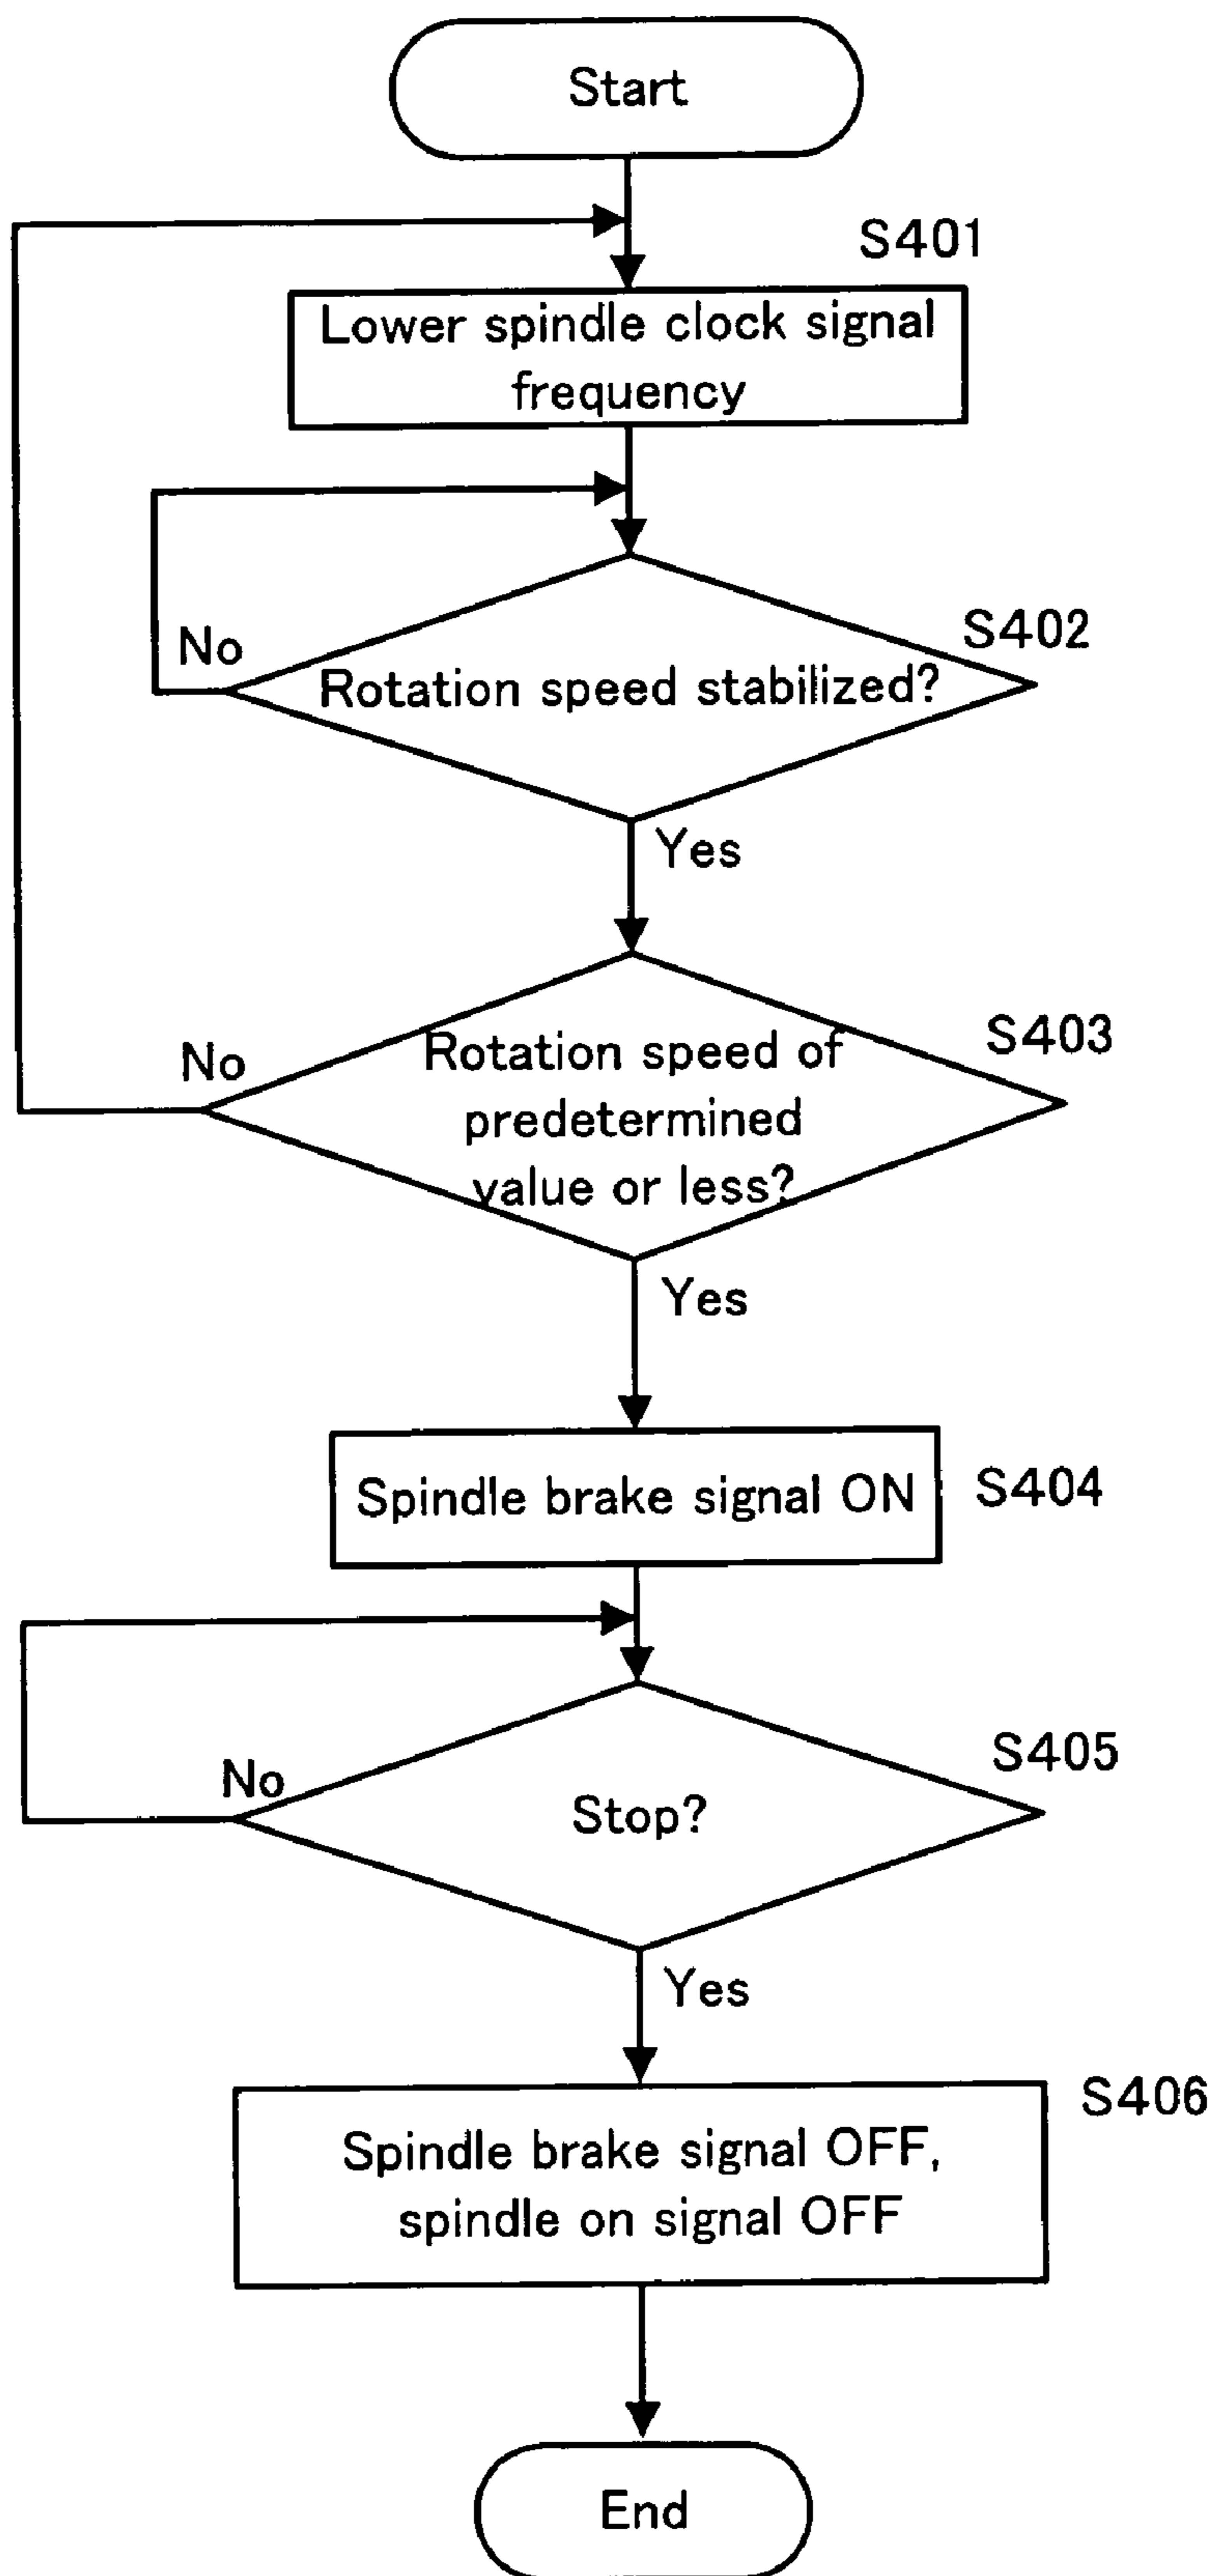 Start
S401
Lower spindle clock signal
frequency
No
S402
Rotation speed stabilized?
Yes
No
S403
Rotation speed of
predetermined
value or less?
Yes
Spindle brake signal ON
S404
No
S405
Stop?
Yes
S406
Spindle brake signal OFF,
spindle on signal OFF
End